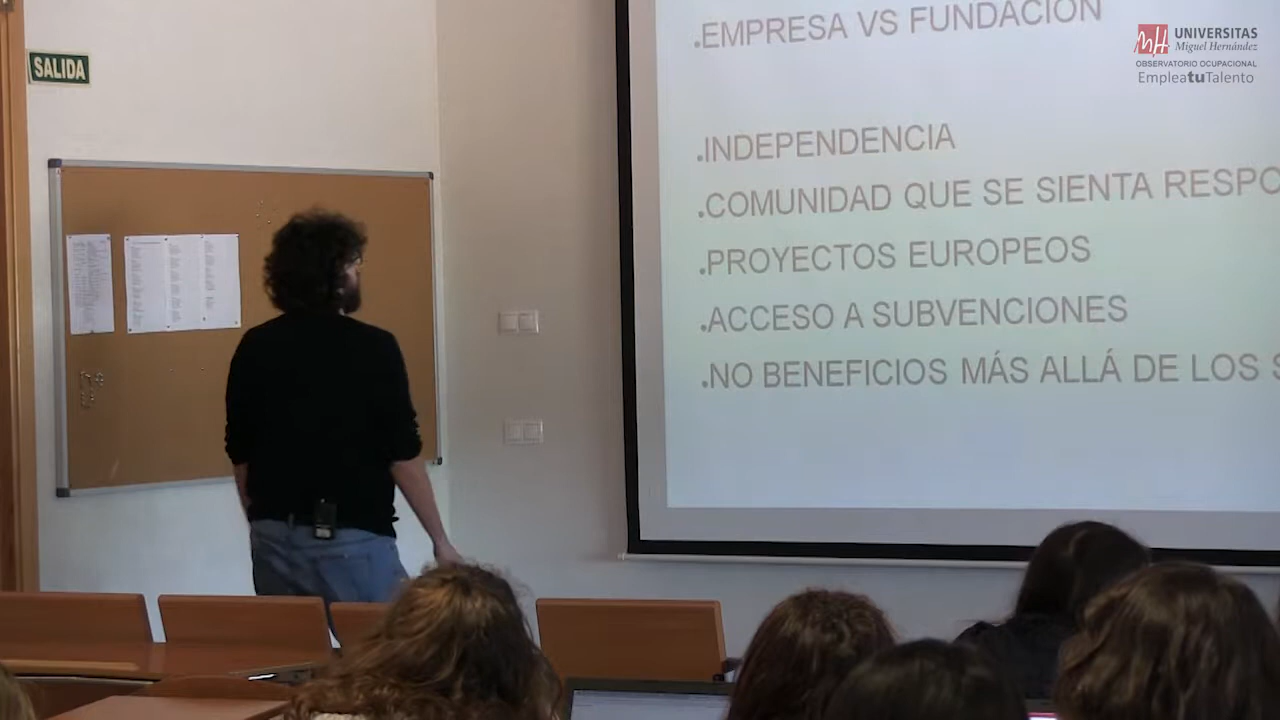 SALIDA
.EMPRESA VS FUNDACIÓN
.INDEPENDENCIA
.COMUNIDAD QUE SE SIENTA RESPO
.PROYECTOS EUROPEOS
.ACCESO A SUBVENCIONES
.NO BENEFICIOS MÁS ALLÁ DE LOS S
UNIVERSITAS
Miguel Hernández
OBSERVATORIO OCUPACIONAL
EmpleatuTalento